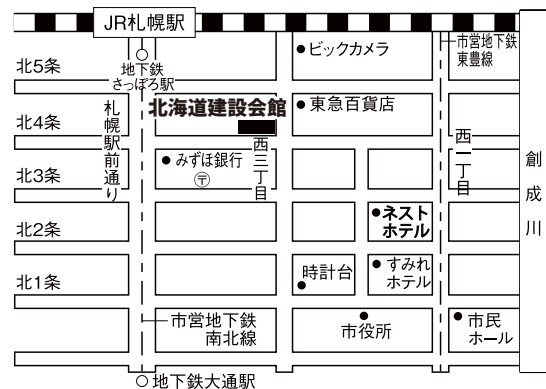 JR札幌駅
ビックカメラ
市営地下鉄
東豊線
北5条
地下鉄
さっぽろ駅
北海道建設会館
東急百貨店
北4条
札幌駅前通り
西三丁目
西一丁目
創成川
みずほ銀行
〒
北3条
ネスト
ホテル
北2条
時計台
すみれ
ホテル
北1条
市営地下鉄
南北線
市役所
市民
ホール
地下鉄大通駅